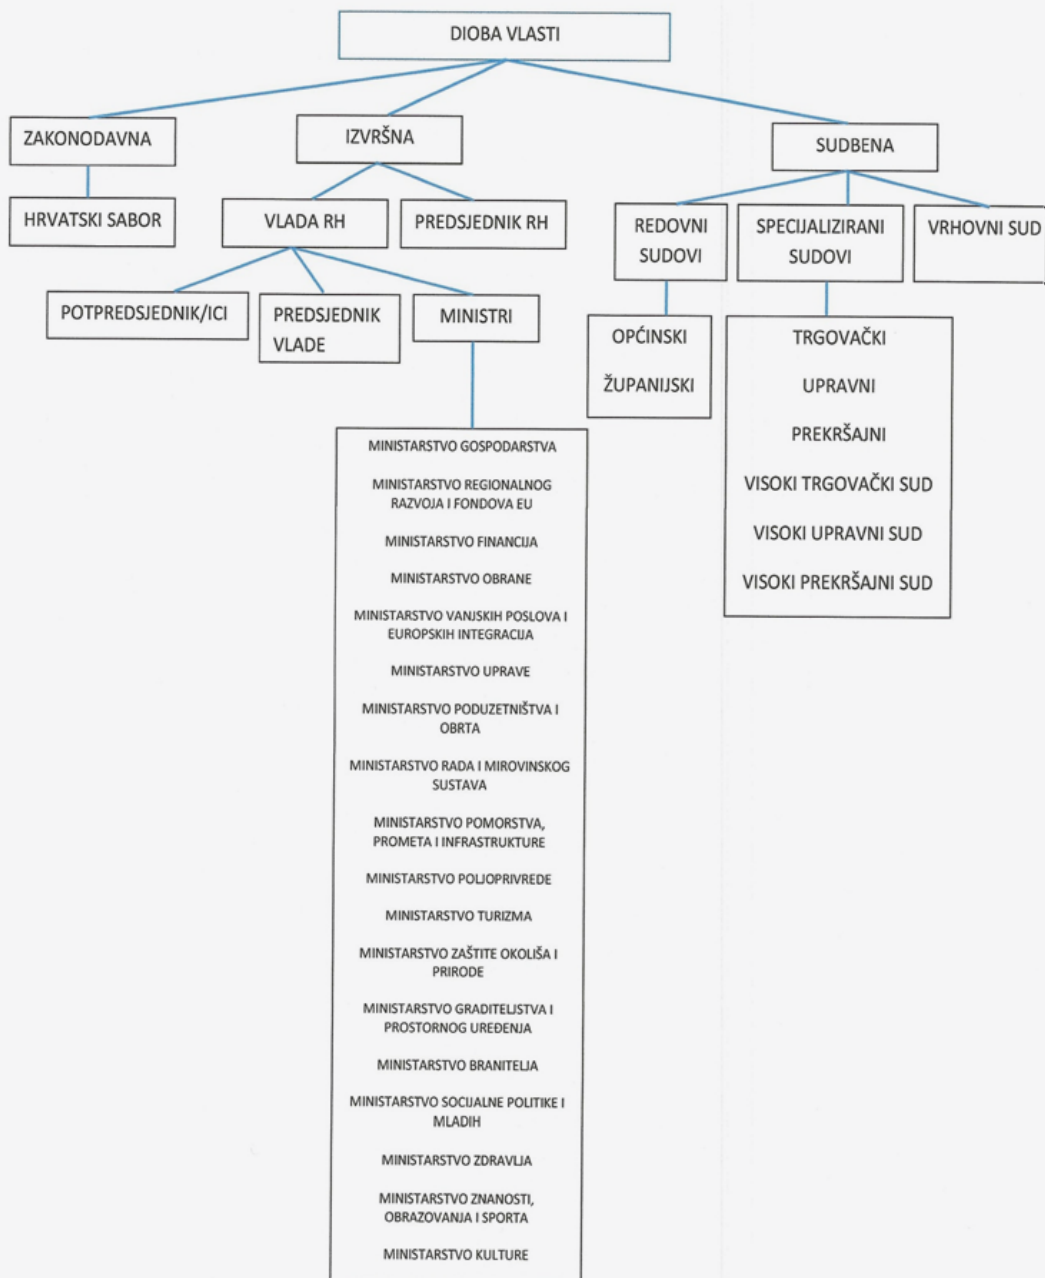 DIOBA VLASTI
ZAKONODAVNA
IZVRŠNA
SUDBENA
HRVATSKI SABOR
VLADA RH
PREDSJEDNIK RH
REDOVNI
SUDOVI
SPECIJALIZIRANI
SUDOVI
VRHOVNI SUD
POTPREDSJEDNIK/ICI
PREDSJEDNIK
VLADE
MINISTRI
OPĆINSKI
ŽUPANIJSKI
TRGOVAČKI
UPRAVNI
PREKRŠAJNI
VISOKI TRGOVAČKI SUD
VISOKI UPRAVNI SUD
VISOKI PREKRŠAJNI SUD
MINISTARSTVO GOSPODARSTVA
MINISTARSTVO REGIONALNOG
RAZVOJA I FONDOVA EU
MINISTARSTVO FINANCIJA
MINISTARSTVO OBRANE
MINISTARSTVO VANJSKIH POSLOVA I
EUROPSKIH INTEGRACIJA
MINISTARSTVO UPRAVE
MINISTARSTVO PODUZETNIŠTVA I
OBRTA
MINISTARSTVO RADA I MIROVINSKOG
SUSTAVA
MINISTARSTVO POMORSTVA,
PROMETA I INFRASTRUKTURE
MINISTARSTVO POLJOPRIVREDE
MINISTARSTVO TURIZMA
MINISTARSTVO ZAŠTITE OKOLIŠA I
PRIRODE
MINISTARSTVO GRADITELJSTVA I
PROSTORNOG UREĐENJA
MINISTARSTVO BRANITELJA
MINISTARSTVO SOCIJALNE POLITIKE I
MLADIH
MINISTARSTVO ZDRAVLJA
MINISTARSTVO ZNANOSTI,
OBRAZOVANJA I SPORTA
MINISTARSTVO KULTURE